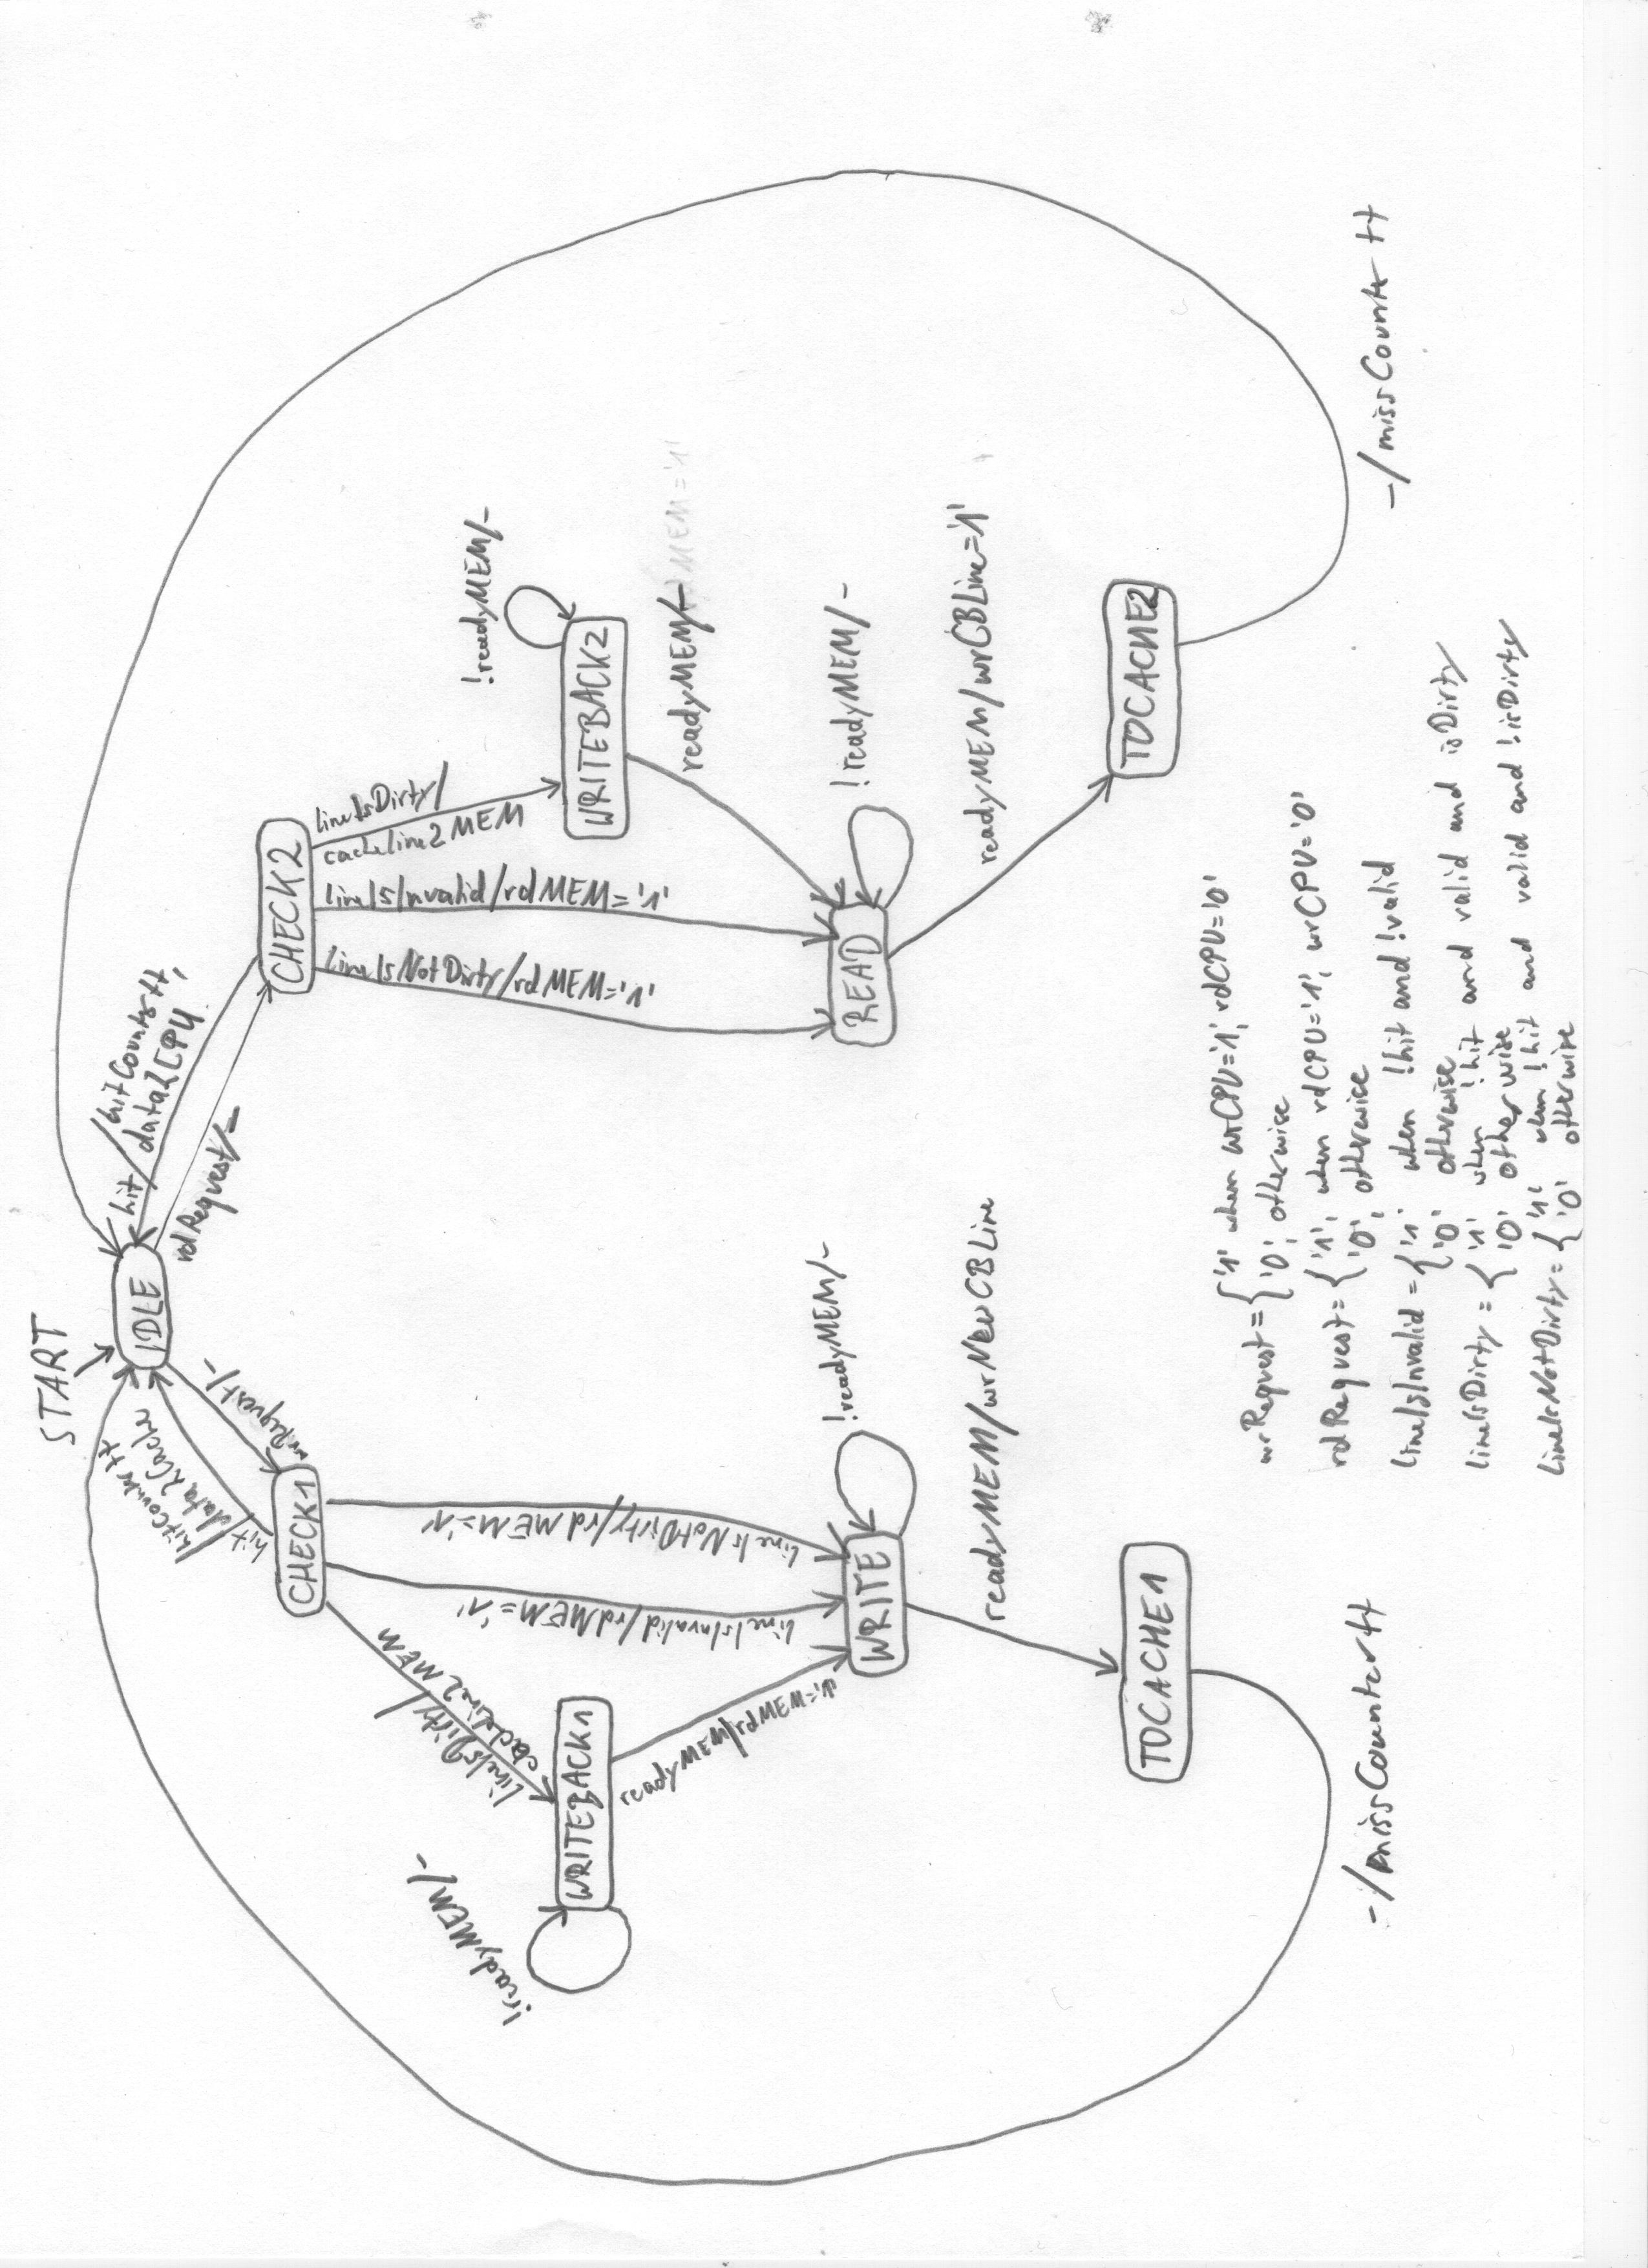 START
IDLE
hit/hitCounter++
data2Cache
wrRequest/-
hit/hitCounter++,
data2CPU
rdRequest/-
CHECK1
CHECK2
lineIsDirty/
cacheLine2MEM
lineIsInvalid/rdMEM='1'
lineIsNotDirty/rdMEM='1'
lineIsNotDirty/rdMEM='1'
lineIsInvalid/rdMEM='1'
lineIsDirty/
cacheline2MEM
!readyMEM/-
WRITEBACK1
!readyMEM/-
WRITEBACK2
readyMEM/rdMEM='1'
readyMEM/-
WRITE
!readyMEM/-
READ
!readyMEM/-
readyMEM/wrNewCBLine
readyMEM/wrCBLine='1'
TOCACHE1
TOCACHE2
-/missCounter++
-/missCounter++
wrRequest = { '1' when wrCPU='1', rdCPU='0'
'0', otherwise
rdRequest = { '1', when rdCPU='1', wrCPU='0'
'0', otherwise
lineIsInvalid = { '1' when !hit and !valid
'0' otherwise
lineIsDirty = { '1' when !hit and valid and isDirty
'0' otherwise
lineIsNotDirty = { '1' when !hit and valid and !isDirty
'0' otherwise